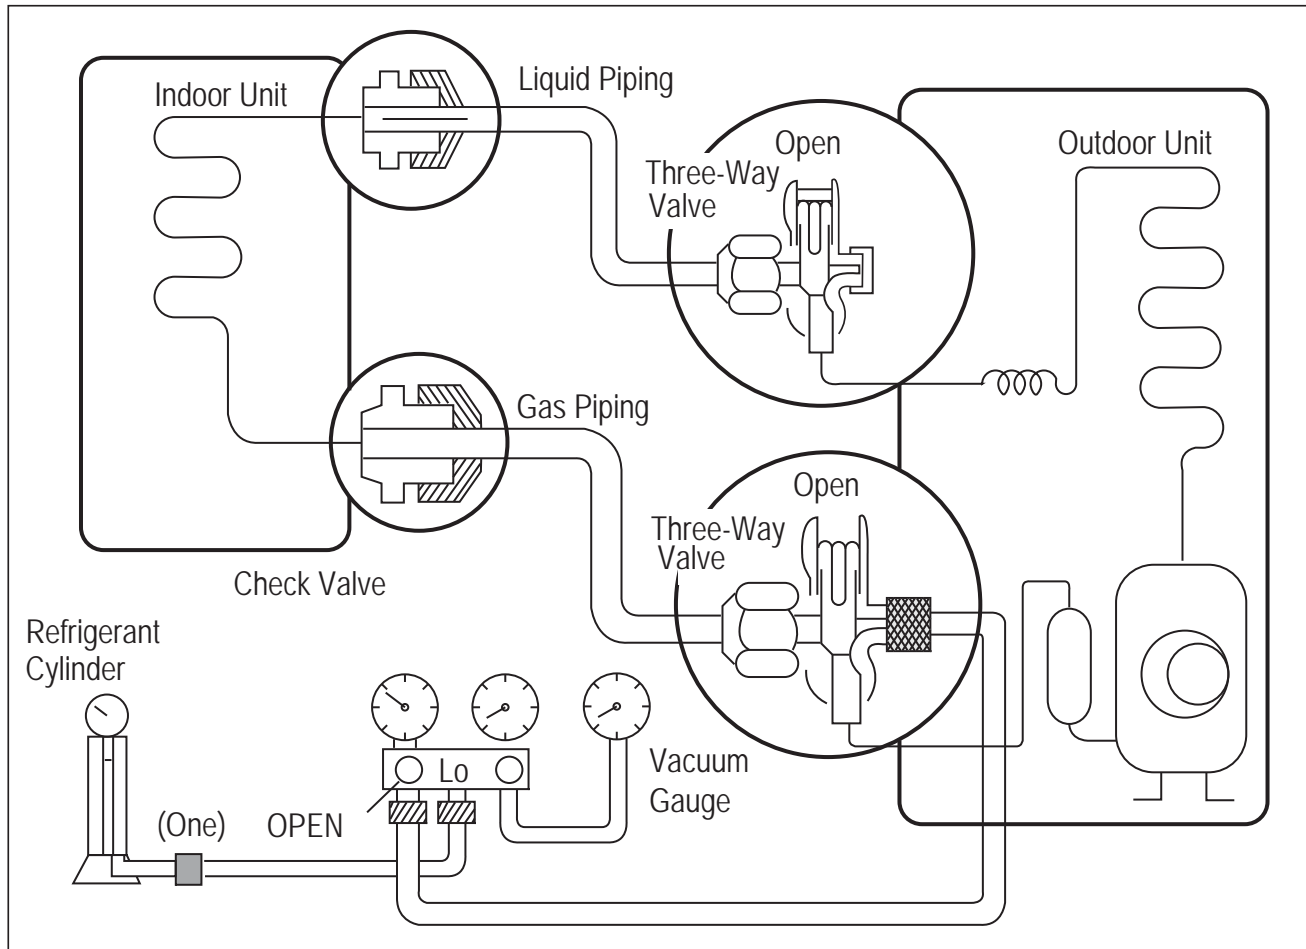 Indoor Unit
Liquid Piping
Open
Three-Way
Valve
Outdoor Unit
Gas Piping
Open
Three-Way
Valve
Check Valve
Refrigerant
Cylinder
(One)
OPEN
Lo
Vacuum
Gauge